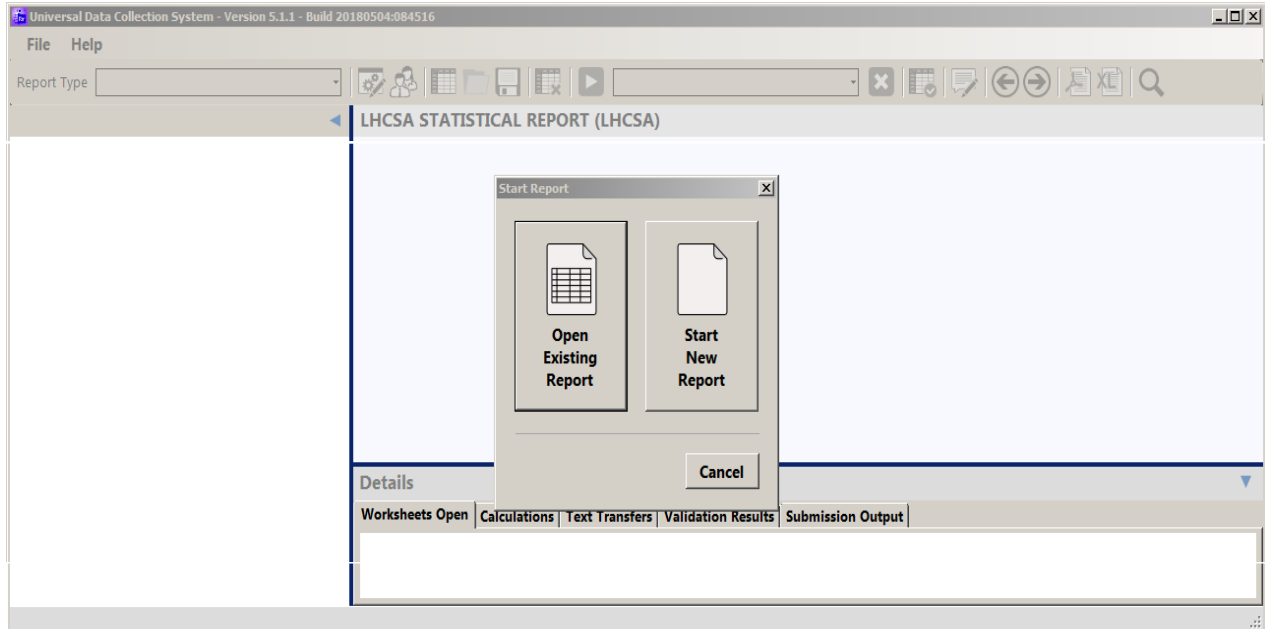 Universal Data Collection System - Version 5.1.1 - Build 20180504:084516
File Help
Report Type
LHCSA STATISTICAL REPORT (LHCSA)
Start Report
Open
Existing
Report
Start
New
Report
Cancel
Details
Worksheets Open Calculations Text Transfers Validation Results Submission Output